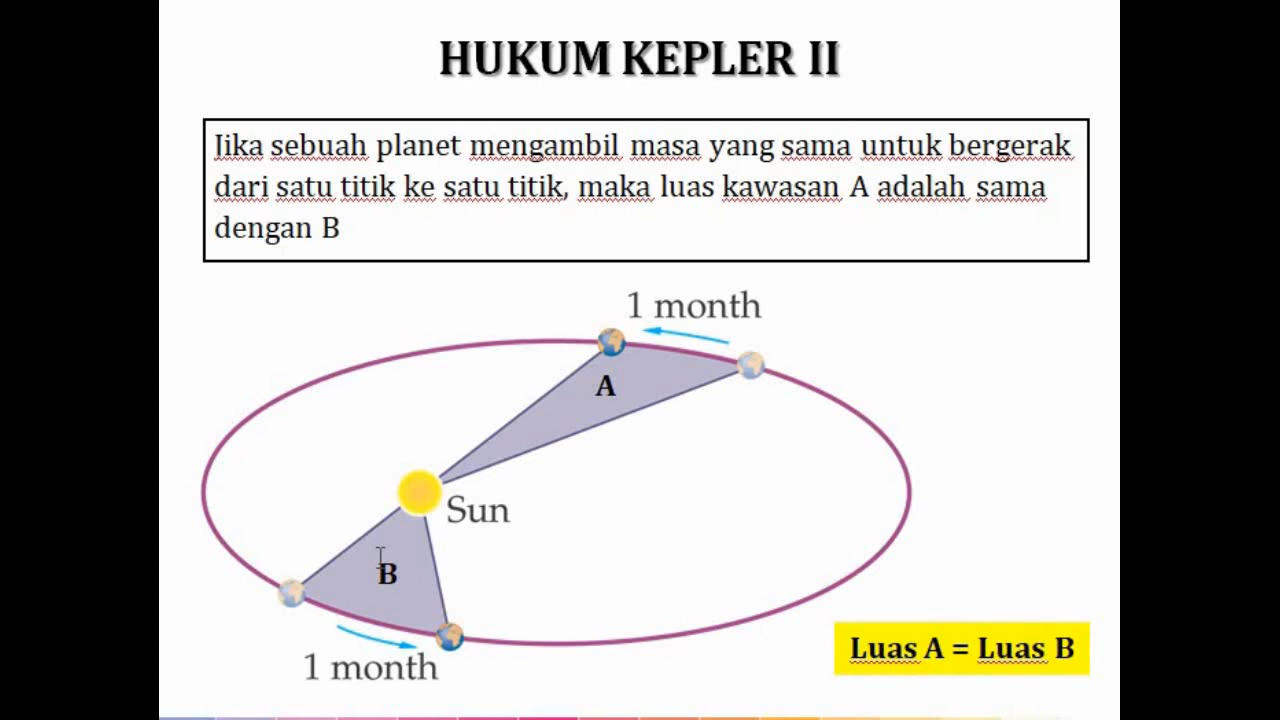 HUKUM KEPLER II
Jika sebuah planet mengambil masa yang sama untuk bergerak
dari satu titik ke satu titik, maka luas kawasan A adalah sama
dengan B
1 month
A
Sun
B
1 month
Luas A = Luas B